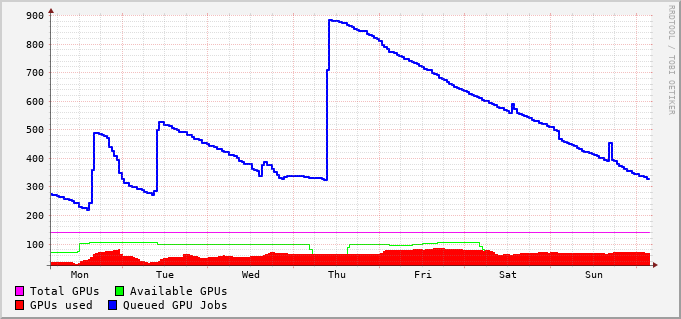 900
800
700
600
500
400
300
200
100
Mon Tue Wed Thu Fri Sat Sun
Total GPUs Available GPUs
GPUs used Queued GPU Jobs
RRDTOOL / TOBI OETIKER